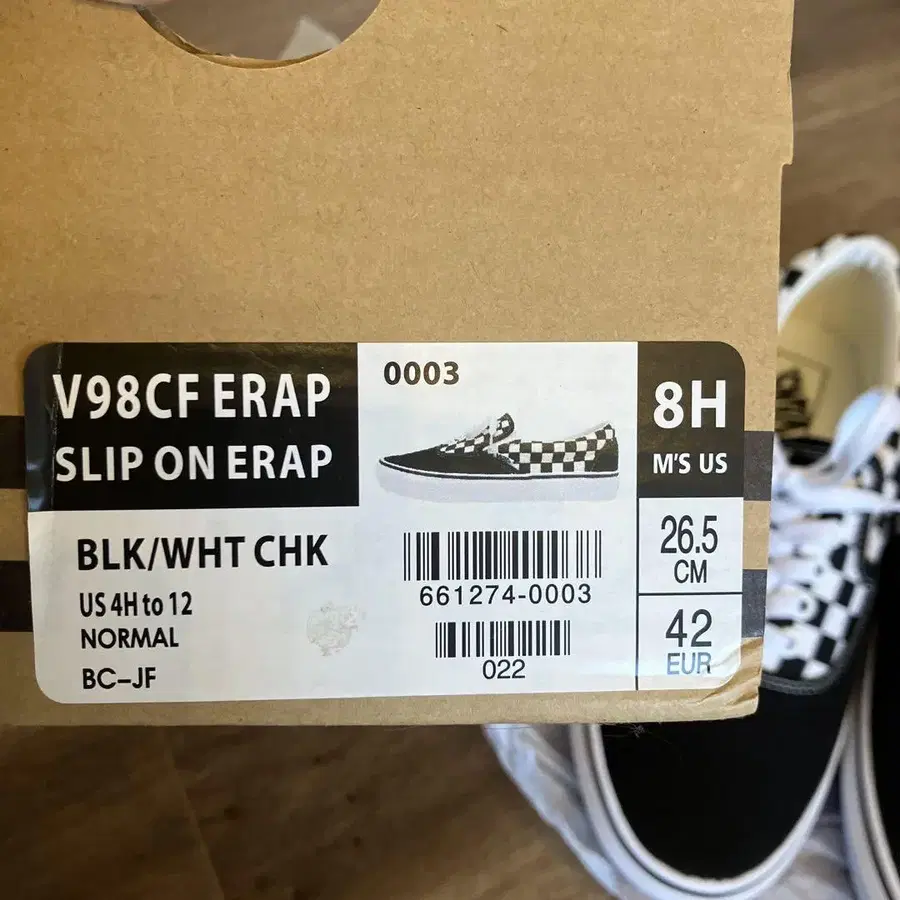 V98CF ERAP
SLIP ON ERAP
0003
8H
M'S US
BLK/WHT CHK
US 4H to 12
NORMAL
BC-JF
661274-0003
022
26.5
CM
42
EUR